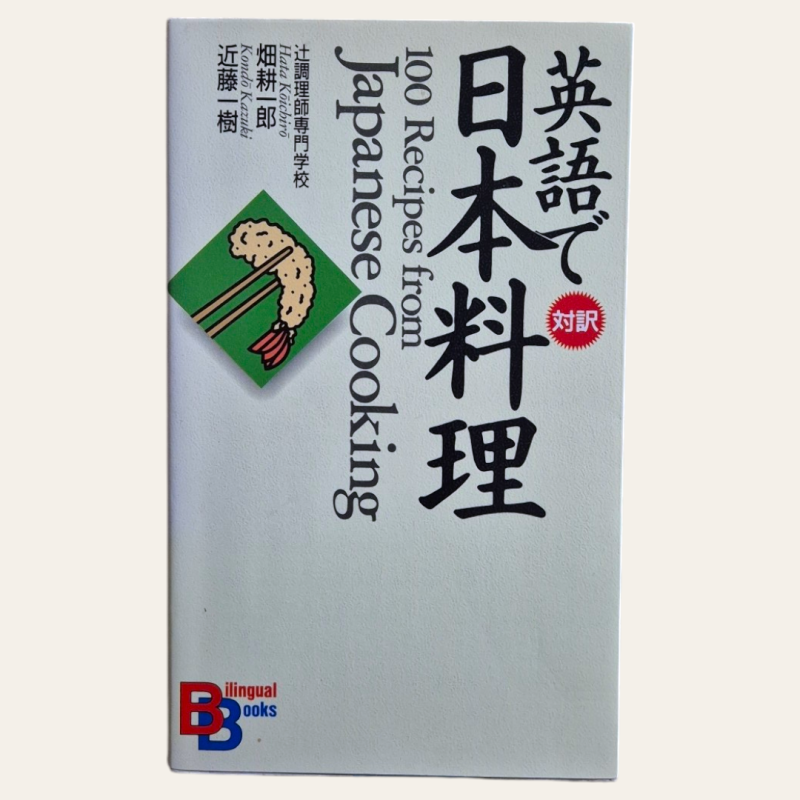 英語で
対訳
日本料理
100 Recipes from
Japanese Cooking
辻調理師専門学校
畑耕一郎
Hata Kōichirō
近藤一樹
Kondō Kazuki
Bilingual
Books